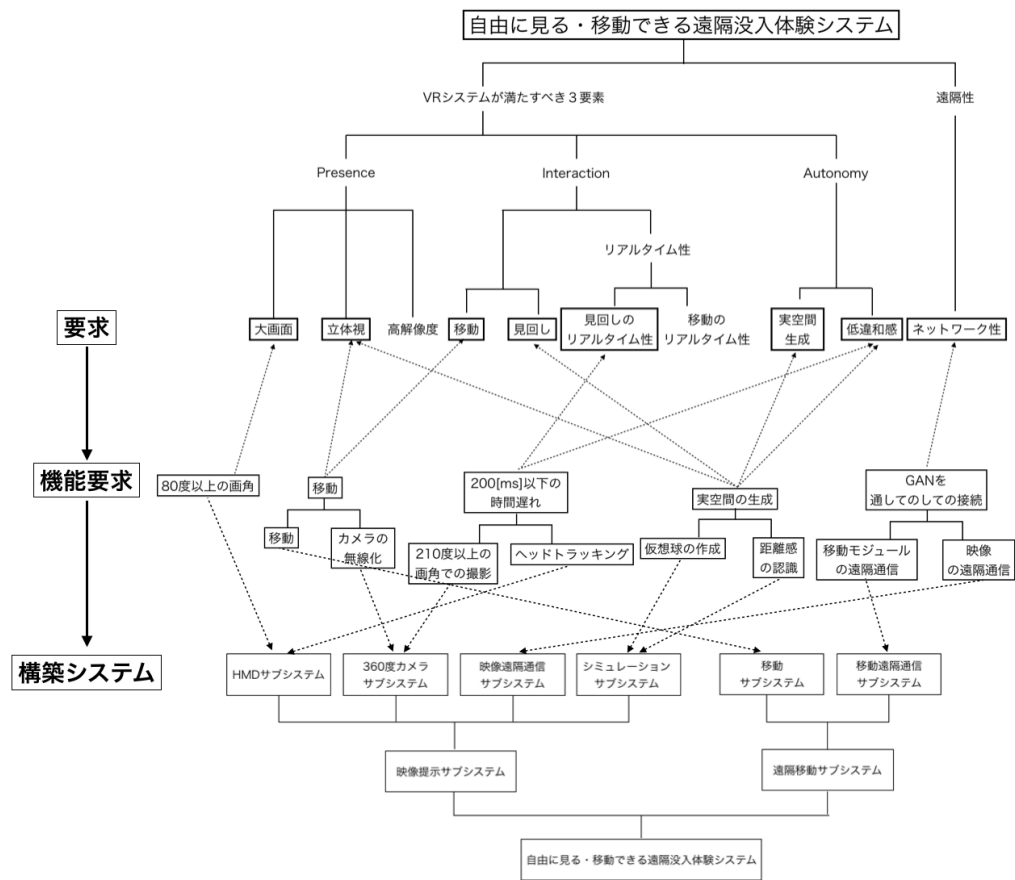 自由に見る・移動できる遠隔没入体験システム
VRシステムが満たすべき３要素
遠隔性
Presence
Interaction
Autonomy
リアルタイム性
要求
大画面
立体視
高解像度
移動
見回し
見回しの
リアルタイム性
移動の
リアルタイム性
実空間
生成
低違和感
ネットワーク性
機能要求
80度以上の画角
移動
200[ms]以下の
時間遅れ
実空間の生成
GANを
通してのしての接続
移動
カメラの
無線化
210度以上の
画角での撮影
ヘッドトラッキング
仮想球の作成
距離感
の認識
移動モジュール
の遠隔通信
映像
の遠隔通信
構築システム
HMDサブシステム
360度カメラ
サブシステム
映像遠隔通信
サブシステム
シミュレーション
サブシステム
移動
サブシステム
移動遠隔通信
サブシステム
映像提示サブシステム
遠隔移動サブシステム
自由に見る・移動できる遠隔没入体験システム